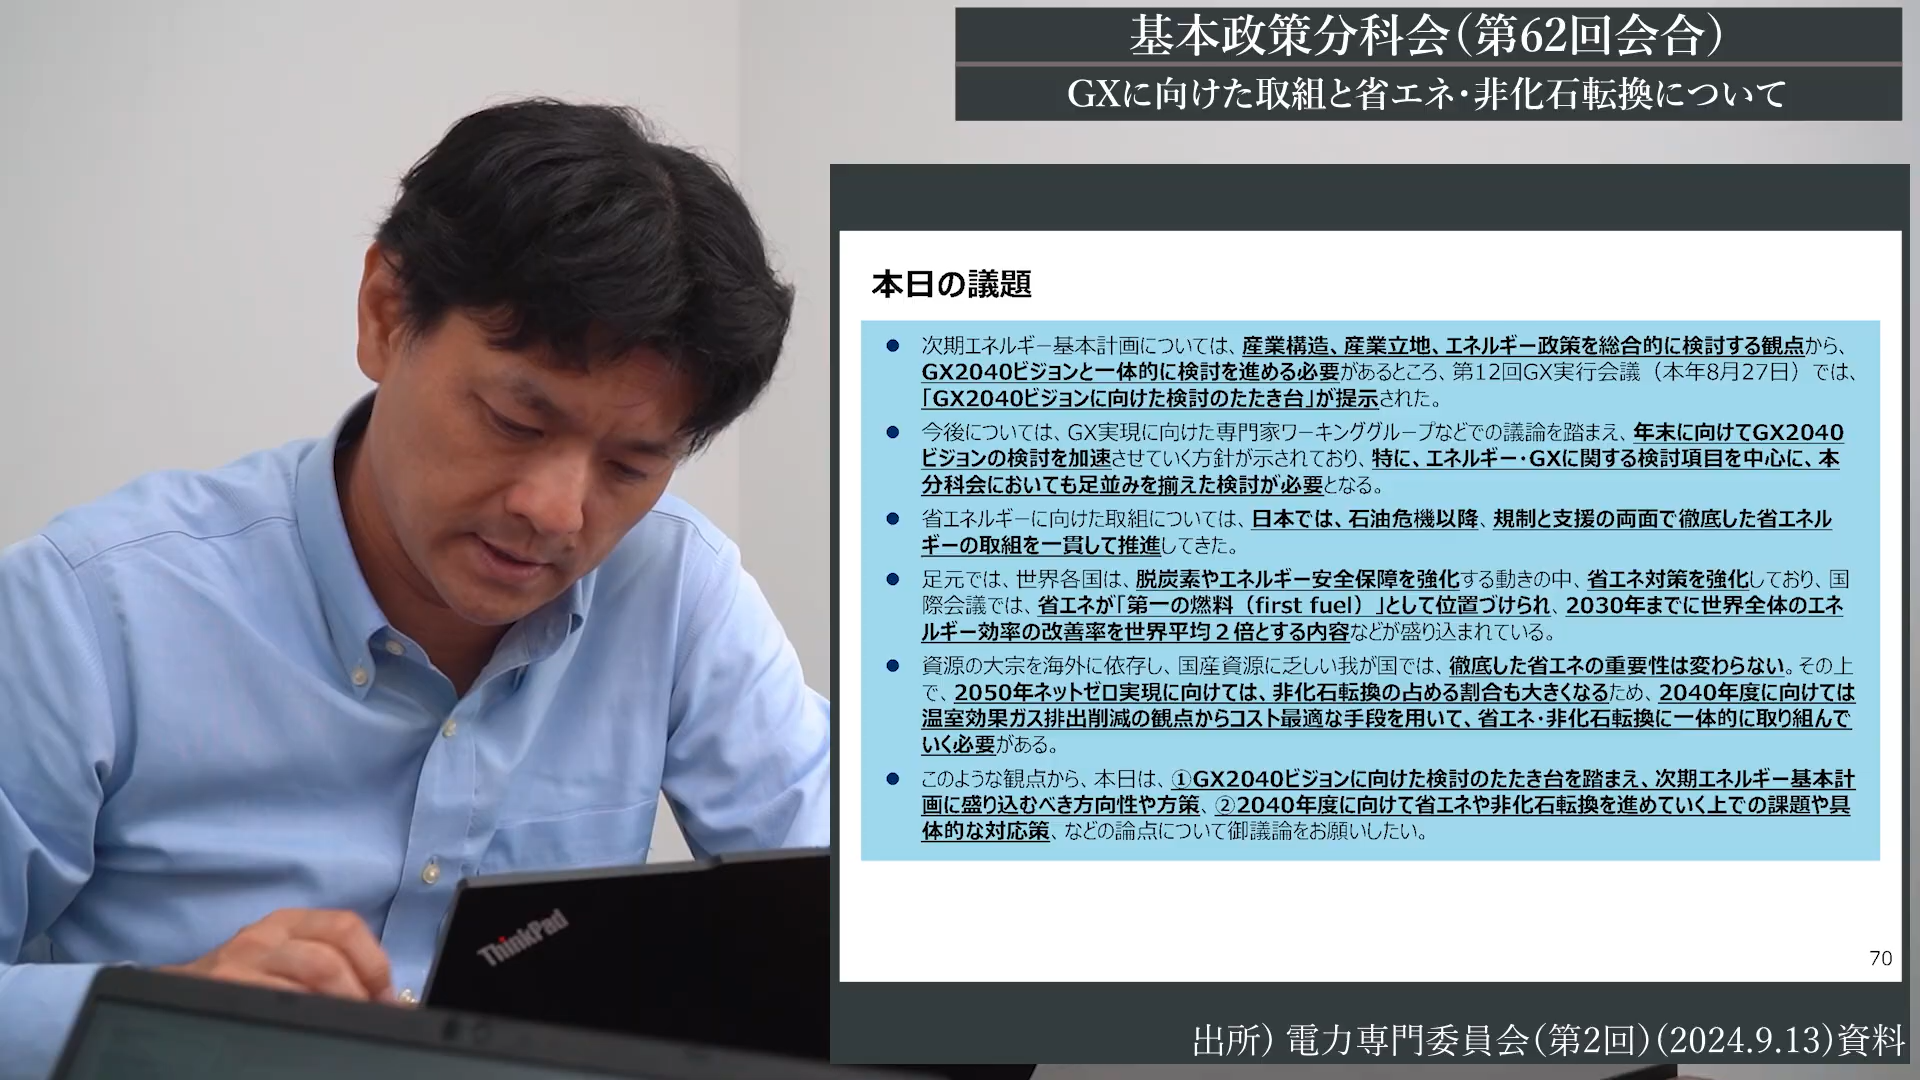 基本政策分科会（第62回会合）
GXに向けた取組と省エネ・非化石転換について
本日の議題
● 次期エネルギー基本計画については、産業構造、産業立地、エネルギー政策を総合的に検討する観点から、
GX2040ビジョンと一体的に検討を進める必要があるところ、第12回GX実行会議（本年8月27日）では、
「GX2040ビジョンに向けた検討のたたき台」が提示された。
● 今後については、GX実現に向けた専門家ワーキンググループなどでの議論を踏まえ、年末に向けてGX2040
ビジョンの検討を加速させていく方針が示されており、特に、エネルギー・GXに関する検討項目を中心に、本
分科会においても足並みを揃えた検討が必要となる。
● 省エネルギーに向けた取組については、日本では、石油危機以降、規制と支援の両面で徹底した省エネル
ギーの取組を一貫して推進してきた。
● 足元では、世界各国は、脱炭素やエネルギー安全保障を強化する動きの中、省エネ対策を強化しており、国
際会議では、省エネが「第一の燃料（first fuel）」として位置づけられ、2030年までに世界全体のエネ
ルギー効率の改善率を世界平均２倍とする内容などが盛り込まれている。
● 資源の大宗を海外に依存し、国産資源に乏しい我が国では、徹底した省エネの重要性は変わらない。その上
で、2050年ネットゼロ実現に向けては、非化石転換の占める割合も大きくなるため、2040年度に向けては
温室効果ガス排出削減の観点からコスト最適な手段を用いて、省エネ・非化石転換に一体的に取り組んで
いく必要がある。
● このような観点から、本日は、①GX2040ビジョンに向けた検討のたたき台を踏まえ、次期エネルギー基本計
画に盛り込むべき方向性や方策、②2040年度に向けて省エネや非化石転換を進めていく上での課題や具
体的な対応策、などの論点について御議論をお願いしたい。
70
ThinkPad
出所）電力専門委員会（第2回）（2024.9.13）資料